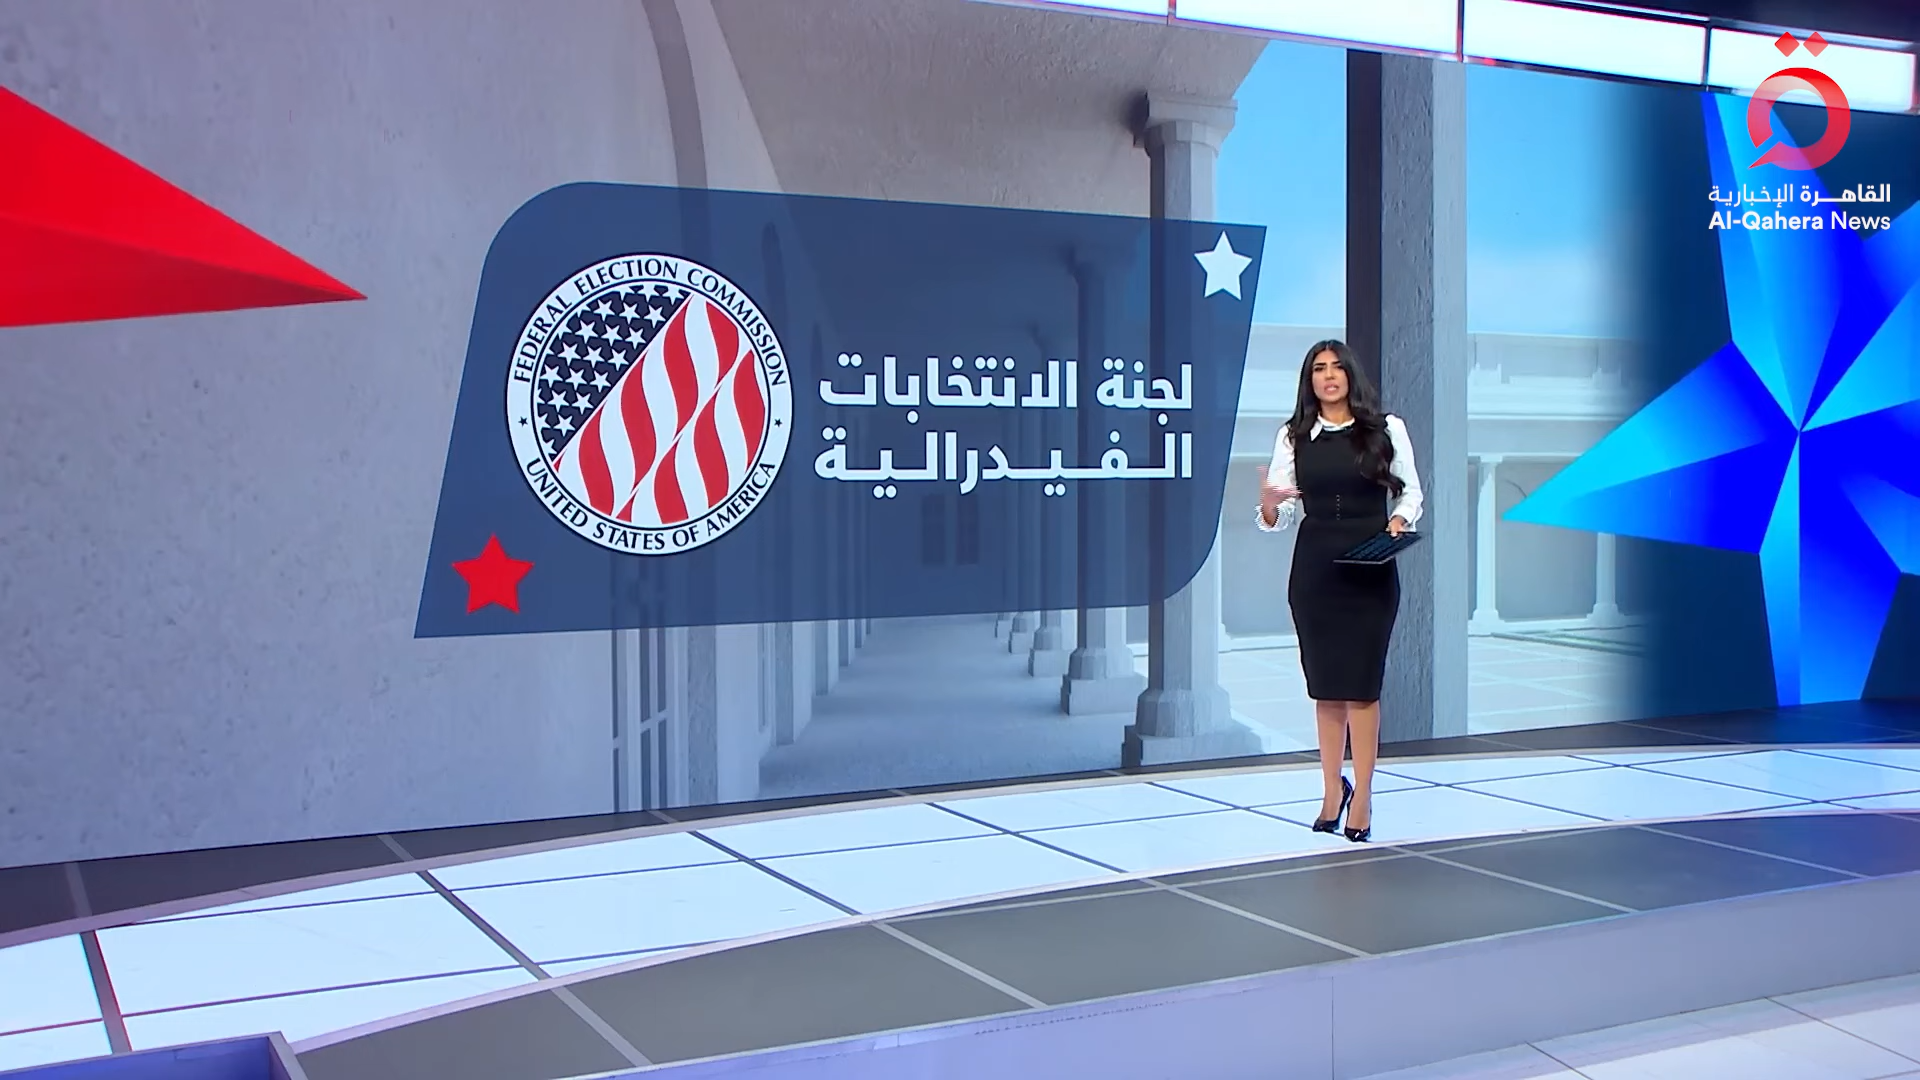 القاهرة الإخبارية
Al-Qahera News
FEDERAL ELECTION COMMISSION
UNITED STATES OF AMERICA
لجنة الانتخابات
الفيدرالية